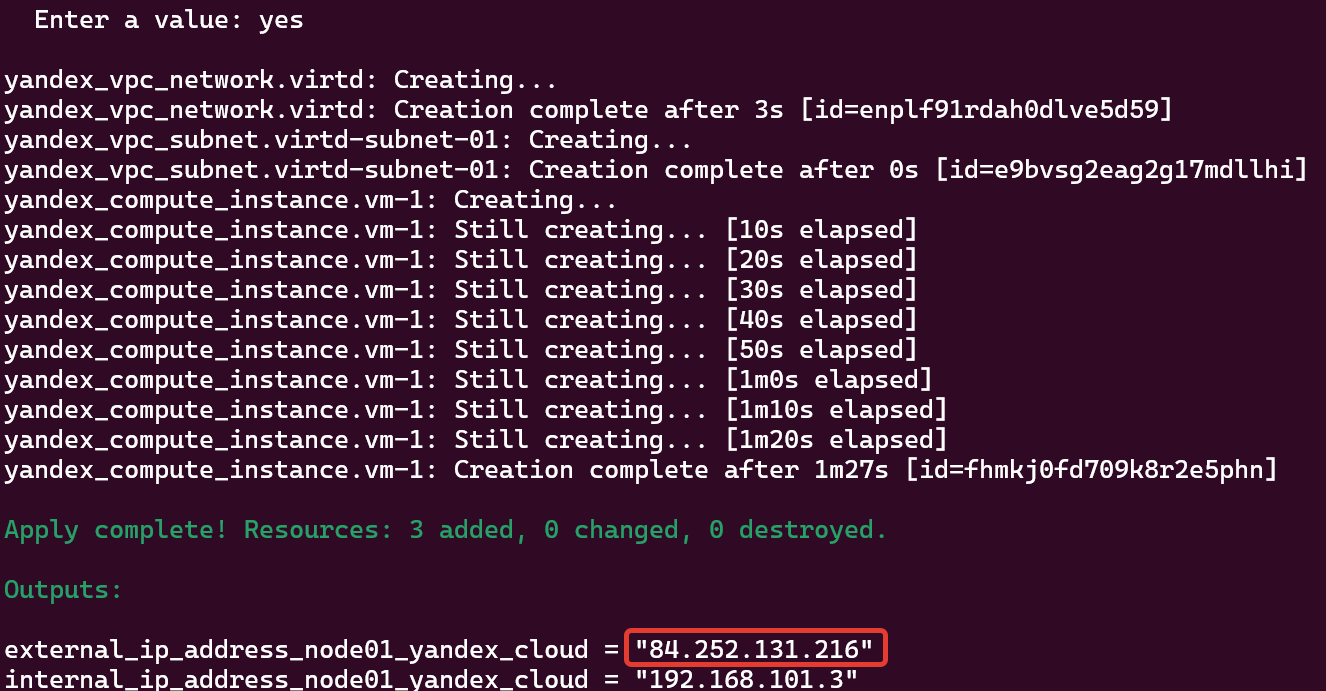 Enter a value: yes
yandex_vpc_network.virtd: Creating...
yandex_vpc_network.virtd: Creation complete after 3s [id=enplf91rdah0dlve5d59]
yandex_vpc_subnet.virtd-subnet-01: Creating...
yandex_vpc_subnet.virtd-subnet-01: Creation complete after 0s [id=e9bvsg2eag2g17mdllhi]
yandex_compute_instance.vm-1: Creating...
yandex_compute_instance.vm-1: Still creating... [10s elapsed]
yandex_compute_instance.vm-1: Still creating... [20s elapsed]
yandex_compute_instance.vm-1: Still creating... [30s elapsed]
yandex_compute_instance.vm-1: Still creating... [40s elapsed]
yandex_compute_instance.vm-1: Still creating... [50s elapsed]
yandex_compute_instance.vm-1: Still creating... [1m0s elapsed]
yandex_compute_instance.vm-1: Still creating... [1m10s elapsed]
yandex_compute_instance.vm-1: Still creating... [1m20s elapsed]
yandex_compute_instance.vm-1: Creation complete after 1m27s [id=fhmkj0fd709k8r2e5phn]
Apply complete! Resources: 3 added, 0 changed, 0 destroyed.
Outputs:
external_ip_address_node01_yandex_cloud = "84.252.131.216"
internal_ip_address_node01_yandex_cloud = "192.168.101.3"